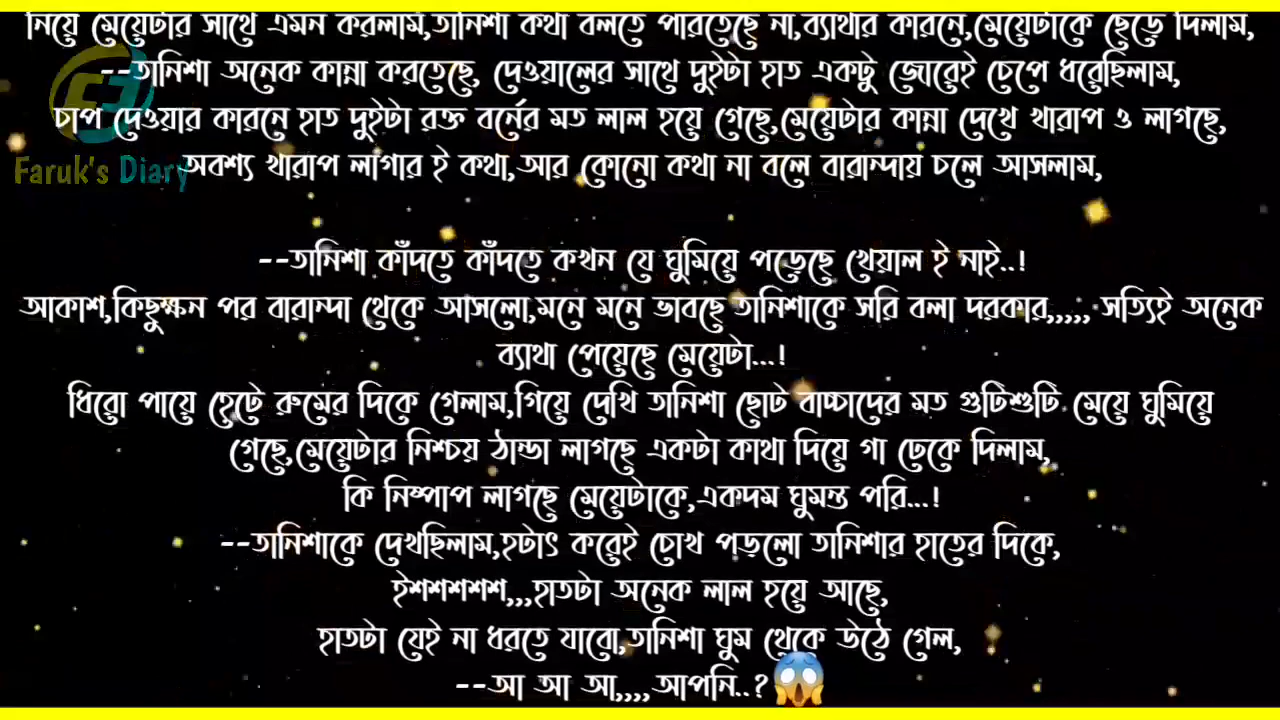 নিয়ে মেয়েটার সাথে এমন করলাম,তানিশা কথা বলতে পারতেছে না,ব্যাথার কারনে,মেয়েটাকে ছেড়ে দিলাম,
--তানিশা অনেক কান্না করতেছে, দেওয়ালের সাথে দুইটা হাত একটু জোরেই চেপে ধরেছিলাম,
চাপ দেওয়ার কারনে হাত দুইটা রক্ত বর্নের মত লাল হয়ে গেছে,মেয়েটার কান্না দেখে খারাপ ও লাগছে,
Faruk's Diary
অবশ্য খারাপ লাগার ই কথা,আর কোনো কথা না বলে বারান্দায় চলে আসলাম,
--তানিশা কাঁদতে কাঁদতে কখন যে ঘুমিয়ে পড়েছে খেয়াল ই নাই..!
আকাশ,কিছুক্ষন পর বারান্দা থেকে আসলো,মনে মনে ভাবছে তানিশাকে সরি বলা দরকার,,,,, সত্যিই অনেক
ব্যাথা পেয়েছে মেয়েটা...!
ধিরো পায়ে হেটে রুমের দিকে গেলাম,গিয়ে দেখি তানিশা ছোট বাচ্চাদের মত গুটিশুটি মেয়ে ঘুমিয়ে
গেছে,মেয়েটার নিশ্চয় ঠান্ডা লাগছে একটা কাথা দিয়ে গা ঢেকে দিলাম,
কি নিষ্পাপ লাগছে মেয়েটাকে,একদম ঘুমন্ত পরি...!
--তানিশাকে দেখছিলাম,হটাৎ করেই চোখ পড়লো তানিশার হাতের দিকে,
ইশশশশশ,,,হাতটা অনেক লাল হয়ে আছে,
হাতটা যেই না ধরতে যাবো,তানিশা ঘুম থেকে উঠে গেল,
--আ আ আ,,,,আপনি..?😱